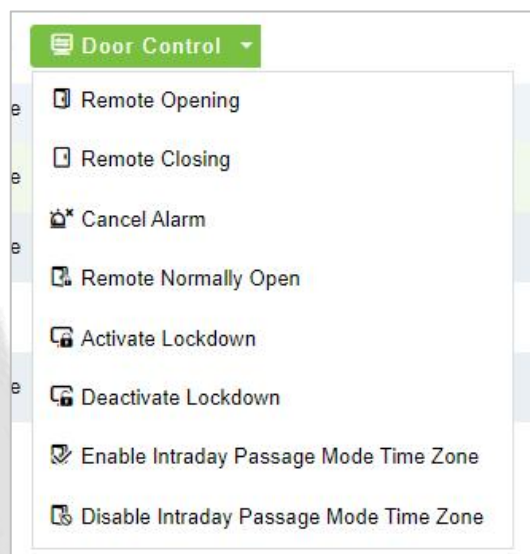 Door Control
e
Remote Opening
Remote Closing
e
Cancel Alarm
e
Remote Normally Open
Activate Lockdown
e
Deactivate Lockdown
Enable Intraday Passage Mode Time Zone
Disable Intraday Passage Mode Time Zone